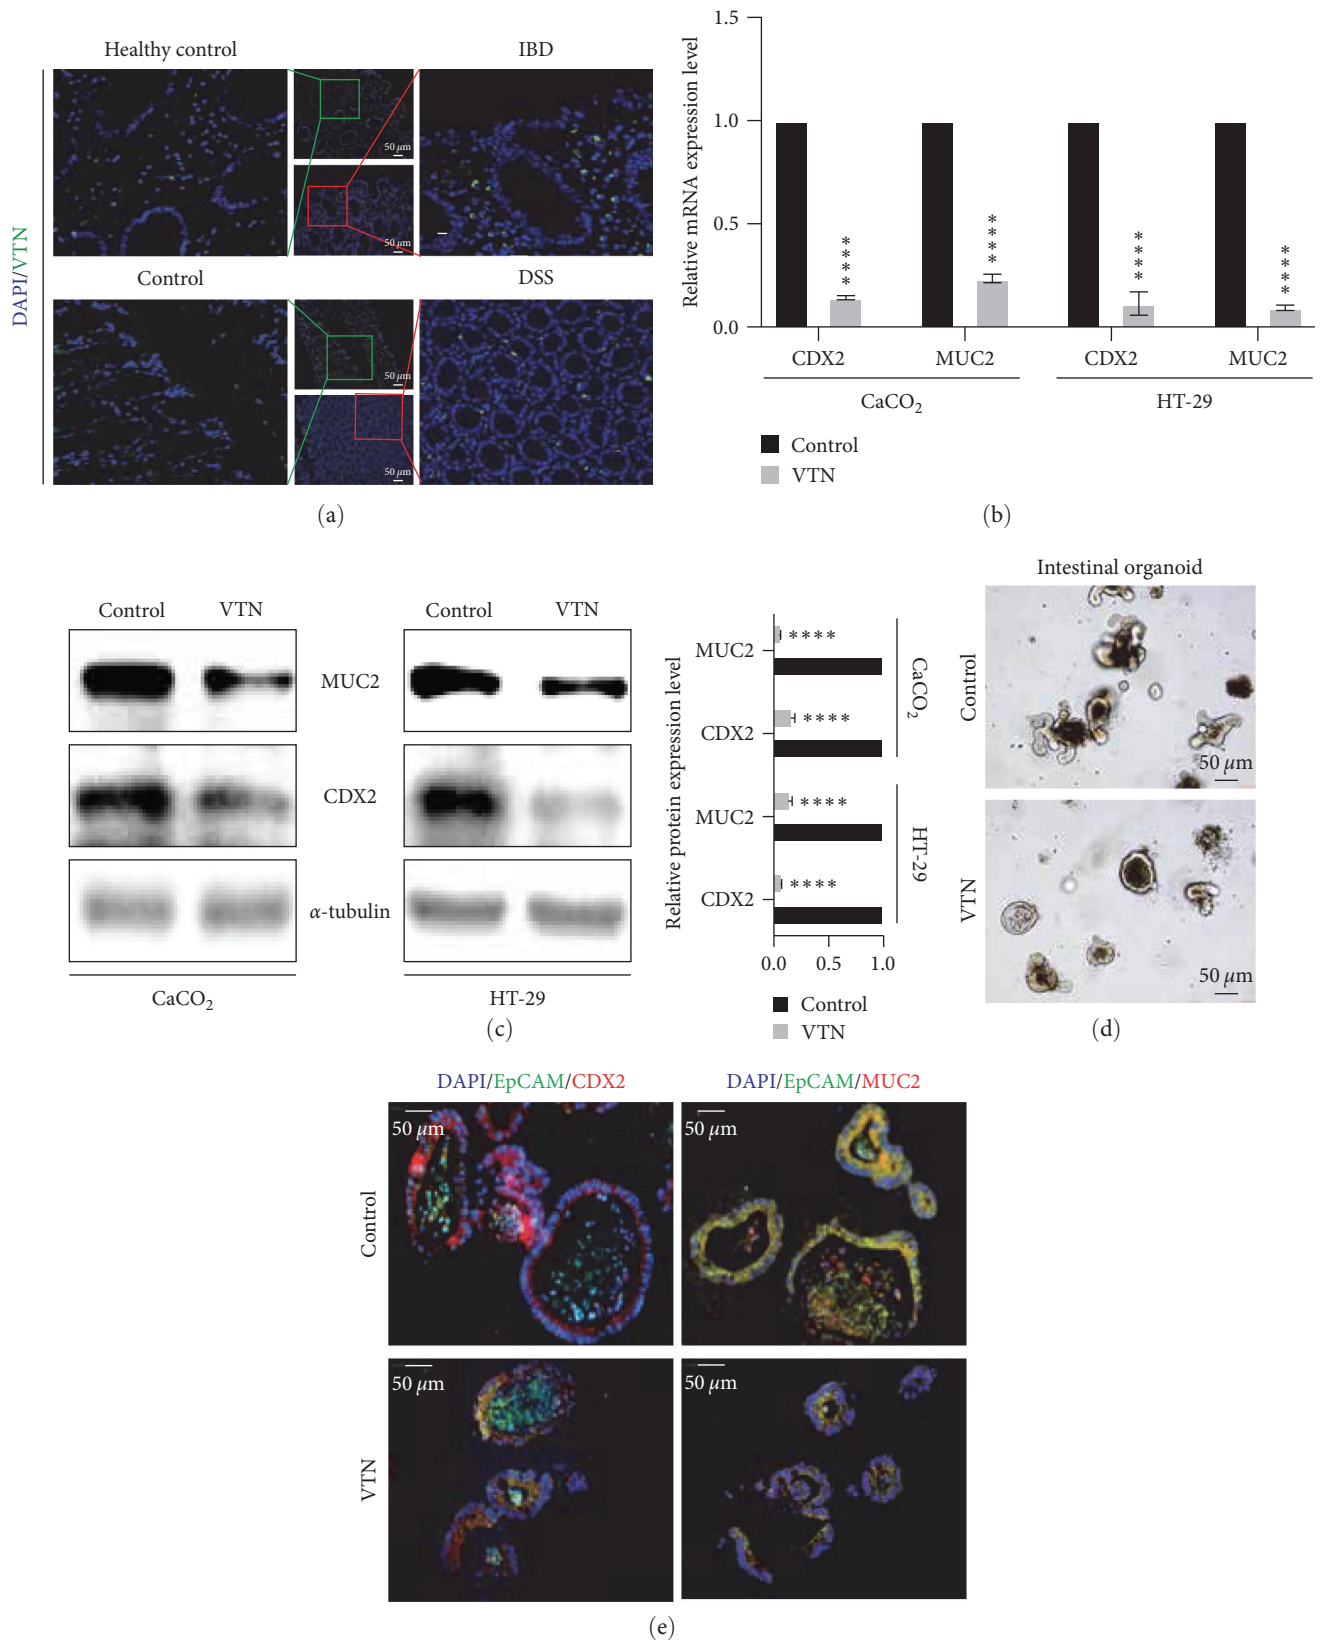 Healthy control
IBD
50 μm
50 μm
DAPI/VTN
Control
DSS
50 μm
50 μm
(a)
Relative mRNA expression level
1.5
1.0
0.5
0.0
****
****
****
****
CDX2
MUC2
CDX2
MUC2
CaCO2
HT-29
Control
VTN
(b)
Control
VTN
Control
VTN
MUC2
CDX2
α-tubulin
CaCO2
HT-29
(c)
Relative protein expression level
MUC2
****
CDX2
****
CaCO2
MUC2
****
CDX2
****
HT-29
0.0
0.5
1.0
Control
VTN
Intestinal organoid
Control
50 μm
VTN
50 μm
(d)
DAPI/EpCAM/CDX2
DAPI/EpCAM/MUC2
Control
50 μm
50 μm
VTN
50 μm
50 μm
(e)